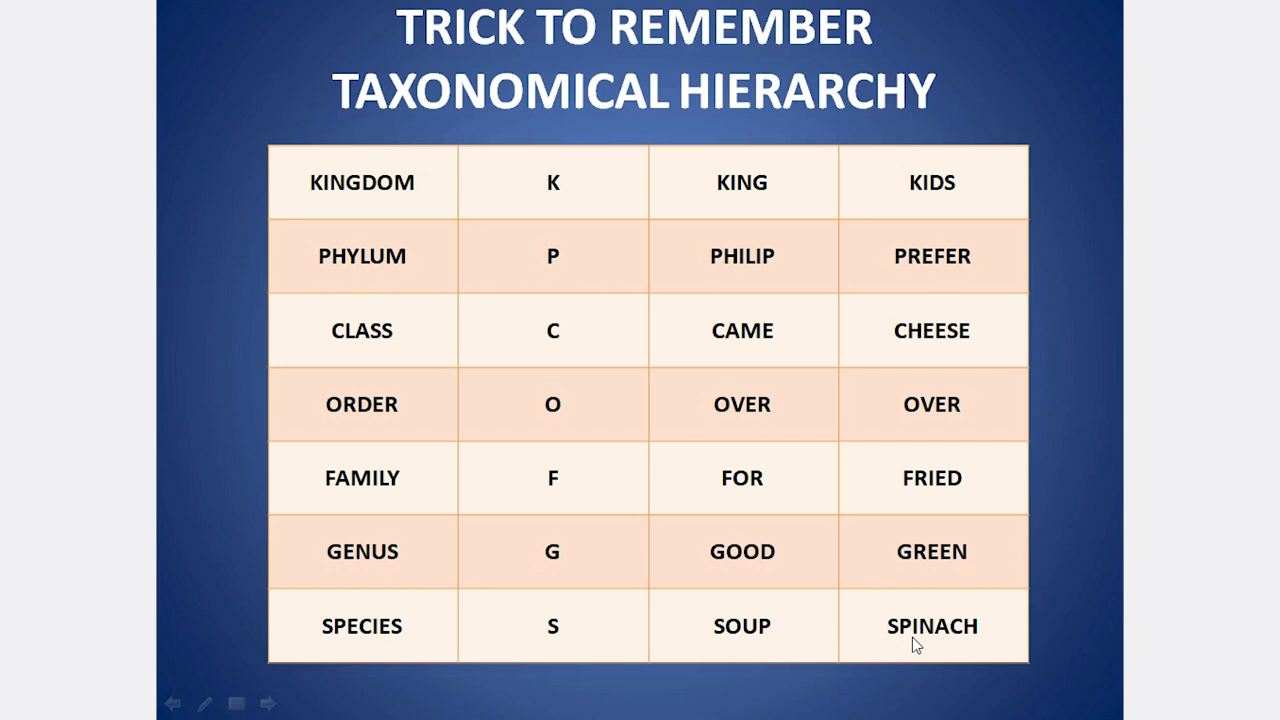 TRICK TO REMEMBER
TAXONOMICAL HIERARCHY
KINGDOM K KING KIDS
PHYLUM P PHILIP PREFER
CLASS C CAME CHEESE
ORDER O OVER OVER
FAMILY F FOR FRIED
GENUS G GOOD GREEN
SPECIES S SOUP SPINACH